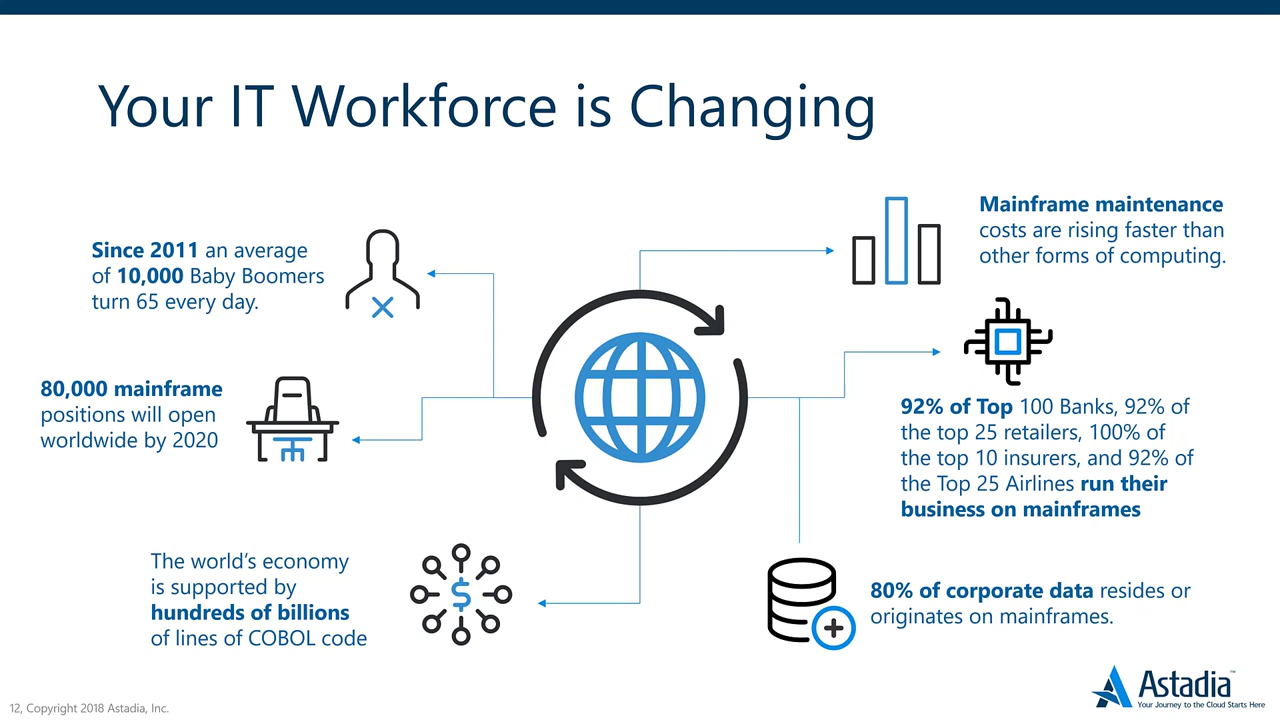 Your IT Workforce is Changing
Since 2011 an average
of 10,000 Baby Boomers
turn 65 every day.
80,000 mainframe
positions will open
worldwide by 2020
The world’s economy
is supported by
hundreds of billions
of lines of COBOL code
Mainframe maintenance
costs are rising faster than
other forms of computing.
92% of Top 100 Banks, 92% of
the top 25 retailers, 100% of
the top 10 insurers, and 92% of
the Top 25 Airlines run their
business on mainframes
80% of corporate data resides or
originates on mainframes.
12, Copyright 2018 Astadia, Inc.
Astadia™
Your Journey to the Cloud Starts Here